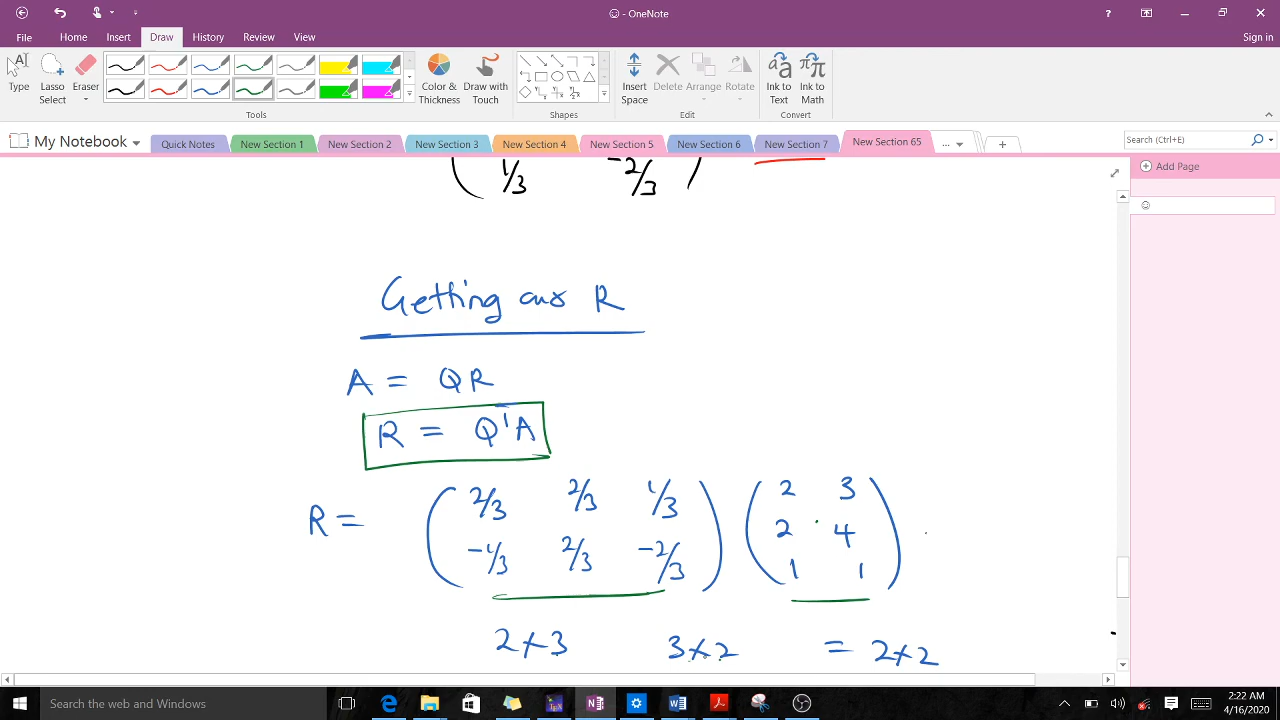 ☺ - OneNote
File Home Insert Draw History Review View Sign in
Type Lasso Select Eraser Color & Thickness Draw with Touch Insert Space Delete Arrange Rotate Ink to Text Ink to Math
Tools Shapes Edit Convert
My Notebook Quick Notes New Section 1 New Section 2 New Section 3 New Section 4 New Section 5 New Section 6 New Section 7 New Section 65 ... + Search (Ctrl+E)
Add Page
☺
1/3 -2/3
Getting our R
A = QR
R = Q'A
2/3 2/3 1/3 2 3
R = -1/3 2/3 -2/3 2 4
1 1
2×3 3×2 = 2×2
Search the web and Windows
2:22 AM
4/16/2020